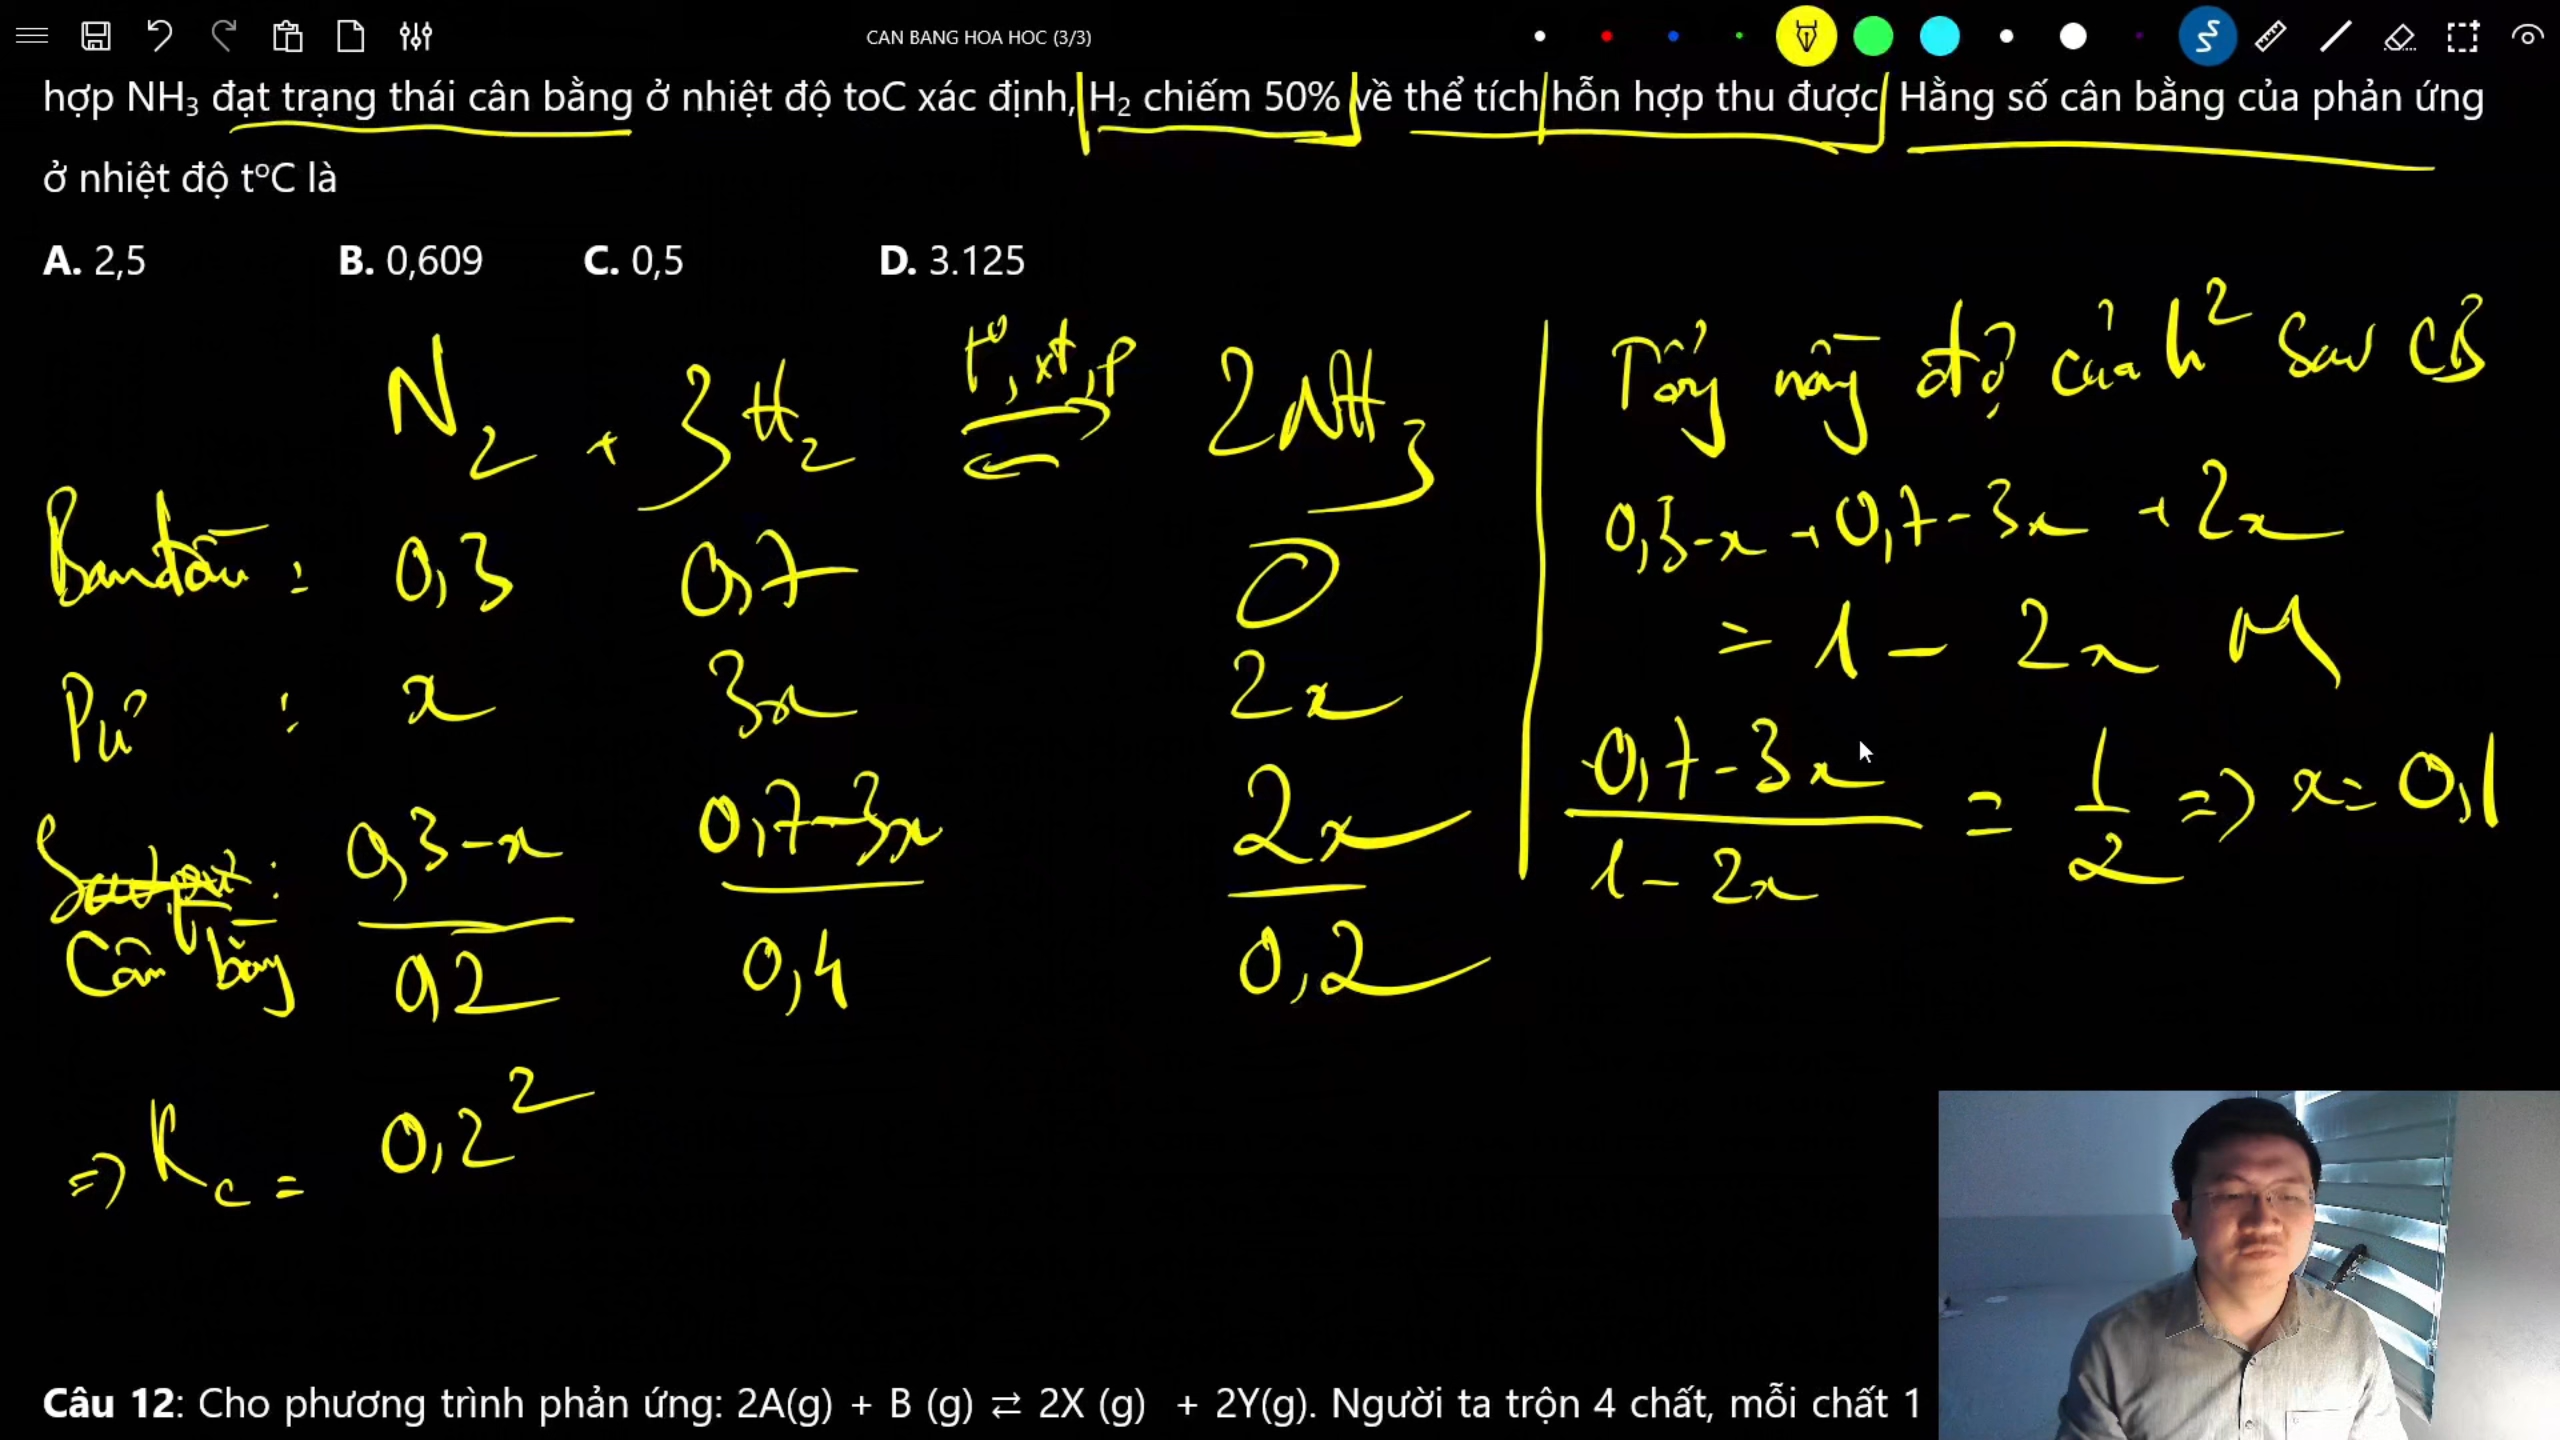 CAN BANG HOA HOC (3/3)
hợp NH₃ đạt trạng thái cân bằng ở nhiệt độ toC xác định, H₂ chiếm 50% về thể tích hỗn hợp thu được. Hằng số cân bằng của phản ứng
ở nhiệt độ tºC là
A. 2,5 B. 0,609 C. 0,5 D. 3.125
N₂ + 3H₂ t⁰, xt, p ⇌ 2NH₃
Ban đầu: 0,3 0,7 0
Pứ : x 3x 2x
Cân bằng: 0,3-x 0,7-3x 2x
0,2 0,4 0,2
=> Kc = 0,2²
Tổng nồng độ của h² sau CB
0,3-x + 0,7-3x + 2x
= 1 - 2x M
0,7-3x / 1-2x = 1/2 => x = 0,1
Câu 12: Cho phương trình phản ứng: 2A(g) + B (g) ⇄ 2X (g) + 2Y(g). Người ta trộn 4 chất, mỗi chất 1